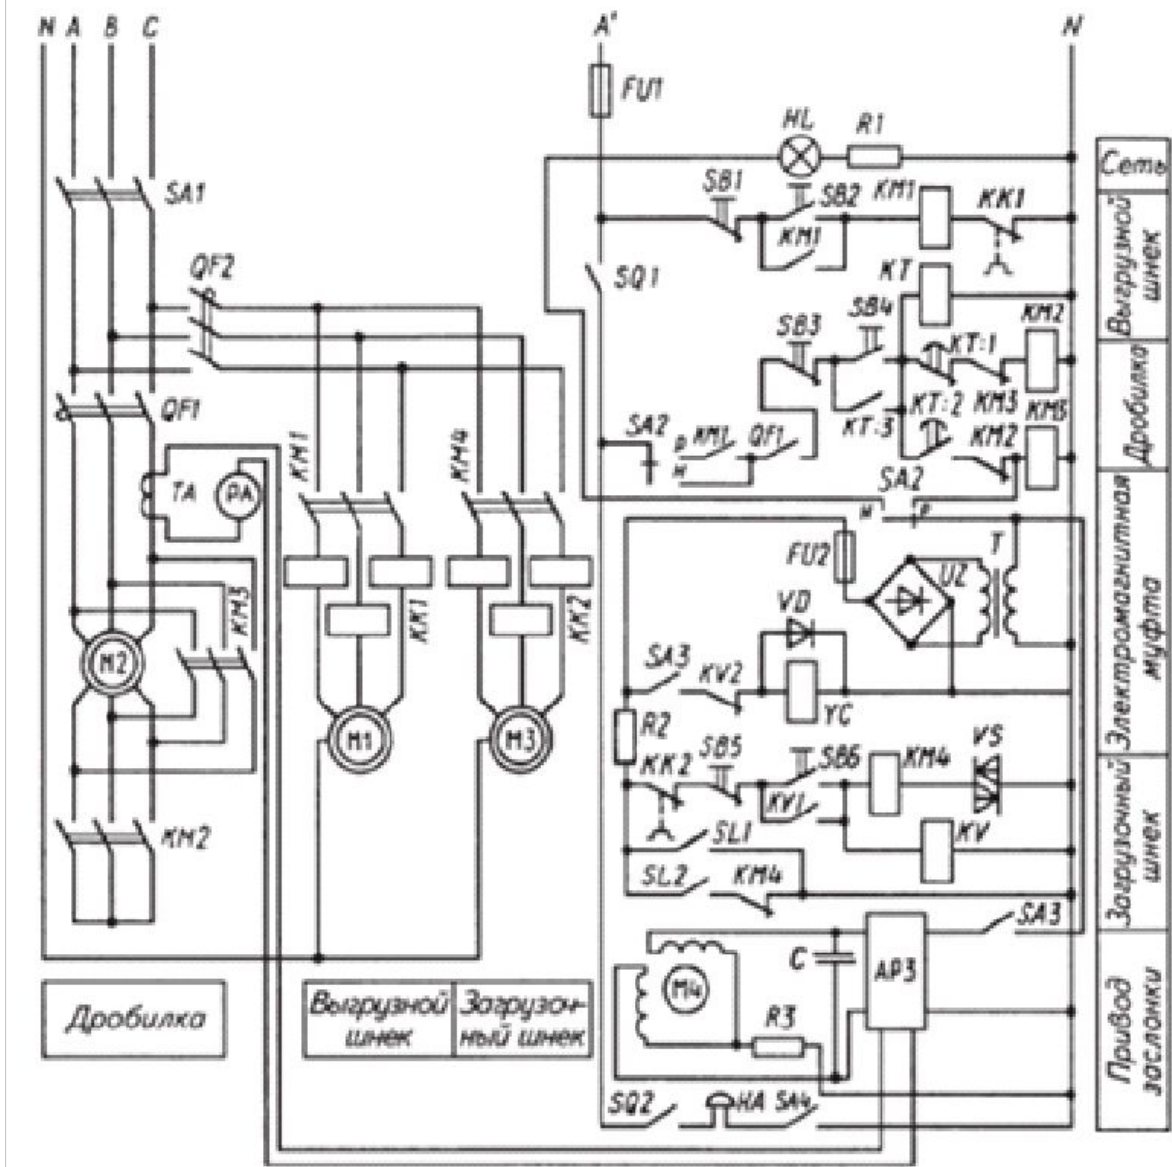 N A B C A' N
FU1
HL R1
Сеть
SA1
SB1 SB2 KM1 KK1
KM1
Выгрузной
шнек
QF2
SQ1
KT
SB3 SB4 KM2
KT:1
QF1
KT:2 KM3 KM3
SA2 P KM1 QF1 KT:3 KM2
H
Дробилка
KM1 KM4
TA PA
SA2
H P
FU2 UZ T
VD
KM3 KK1 KK2
M2
SA3 KV2
YC
Электромагнитная
муфта
R2
M1 M3
KK2 SB5 SB6 KM4 VS
KV1
KM2
SL1 KV
SL2 KM4
Загрузочный
шнек
SA3
C AP3
M4
R3
Привод
заслонки
Дробилка
Выгрузной
шнек
Загрузоч-
ный шнек
SQ2 HA SA4